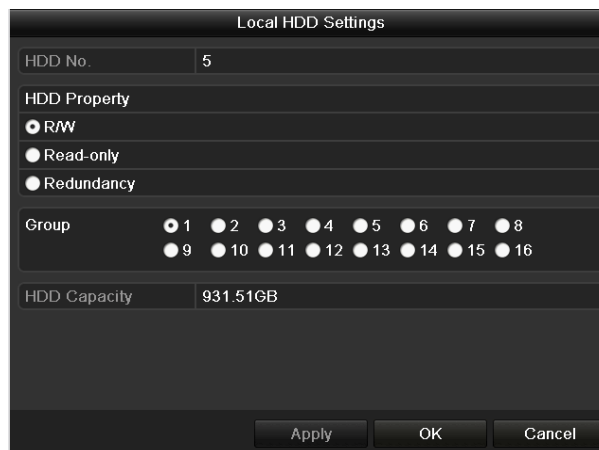 Local HDD Settings
HDD No. 5
HDD Property
R/W
Read-only
Redundancy
Group 1 2 3 4 5 6 7 8
9 10 11 12 13 14 15 16
HDD Capacity 931.51GB
Apply OK Cancel